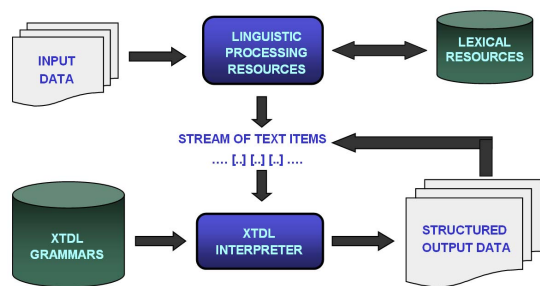 INPUT
DATA
LINGUISTIC
PROCESSING
RESOURCES
LEXICAL
RESOURCES
STREAM OF TEXT ITEMS
.... [..] [..] [..] ....
XTDL
GRAMMARS
XTDL
INTERPRETER
STRUCTURED
OUTPUT DATA